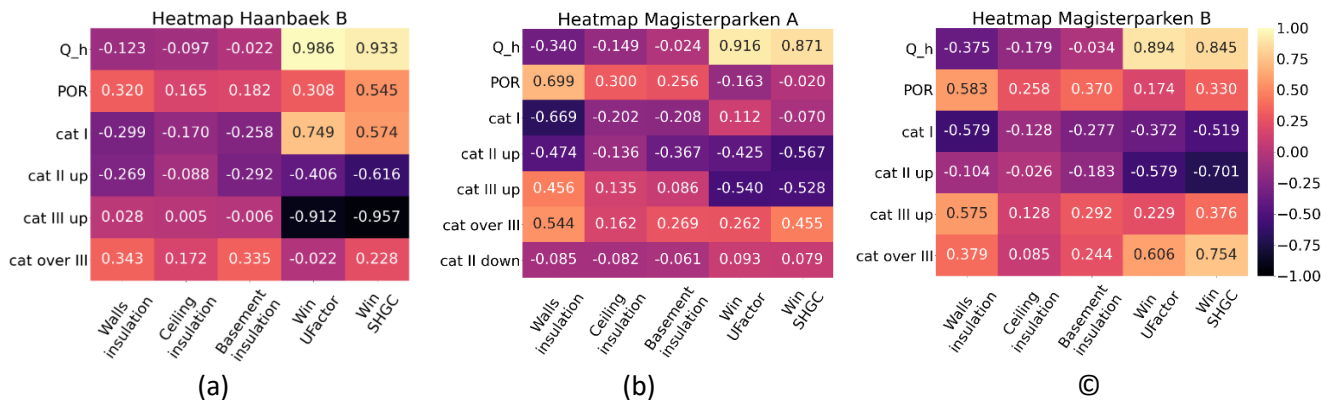 Heatmap Haanbaek B
Q_h -0.123 -0.097 -0.022 0.986 0.933
POR 0.320 0.165 0.182 0.308 0.545
cat I -0.299 -0.170 -0.258 0.749 0.574
cat II up -0.269 -0.088 -0.292 -0.406 -0.616
cat III up 0.028 0.005 -0.006 -0.912 -0.957
cat over III 0.343 0.172 0.335 -0.022 0.228
Walls insulation
Ceiling insulation
Basement insulation
Win UFactor
Win SHGC
(a)
Heatmap Magisterparken A
Q_h -0.340 -0.149 -0.024 0.916 0.871
POR 0.699 0.300 0.256 -0.163 -0.020
cat I -0.669 -0.202 -0.208 0.112 -0.070
cat II up -0.474 -0.136 -0.367 -0.425 -0.567
cat III up 0.456 0.135 0.086 -0.540 -0.528
cat over III 0.544 0.162 0.269 0.262 0.455
cat II down -0.085 -0.082 -0.061 0.093 0.079
Walls insulation
Ceiling insulation
Basement insulation
Win UFactor
Win SHGC
(b)
Heatmap Magisterparken B
Q_h -0.375 -0.179 -0.034 0.894 0.845
POR 0.583 0.258 0.370 0.174 0.330
cat I -0.579 -0.128 -0.277 -0.372 -0.519
cat II up -0.104 -0.026 -0.183 -0.579 -0.701
cat III up 0.575 0.128 0.292 0.229 0.376
cat over III 0.379 0.085 0.244 0.606 0.754
Walls insulation
Ceiling insulation
Basement insulation
Win UFactor
Win SHGC
©
1.00
0.75
0.50
0.25
0.00
-0.25
-0.50
-0.75
-1.00